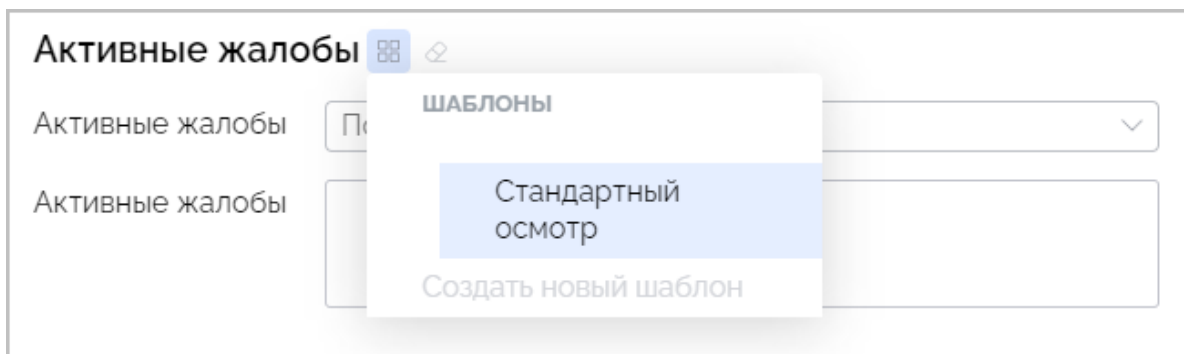 Активные жалобы
ШАБЛОНЫ
Активные жалобы
Стандартный
осмотр
Активные жалобы
Создать новый шаблон